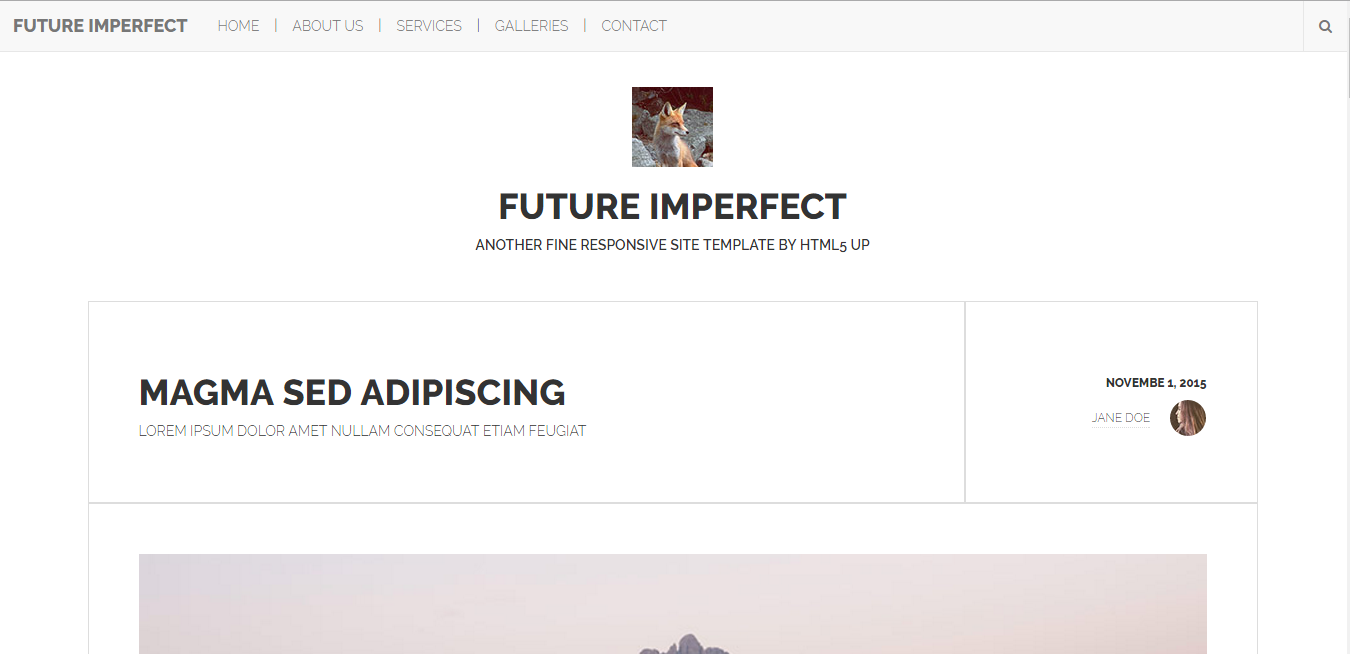 FUTURE IMPERFECT HOME | ABOUT US | SERVICES | GALLERIES | CONTACT
FUTURE IMPERFECT
ANOTHER FINE RESPONSIVE SITE TEMPLATE BY HTML5 UP
MAGMA SED ADIPISCING
LOREM IPSUM DOLOR AMET NULLAM CONSEQUAT ETIAM FEUGIAT
NOVEMBE 1, 2015
JANE DOE